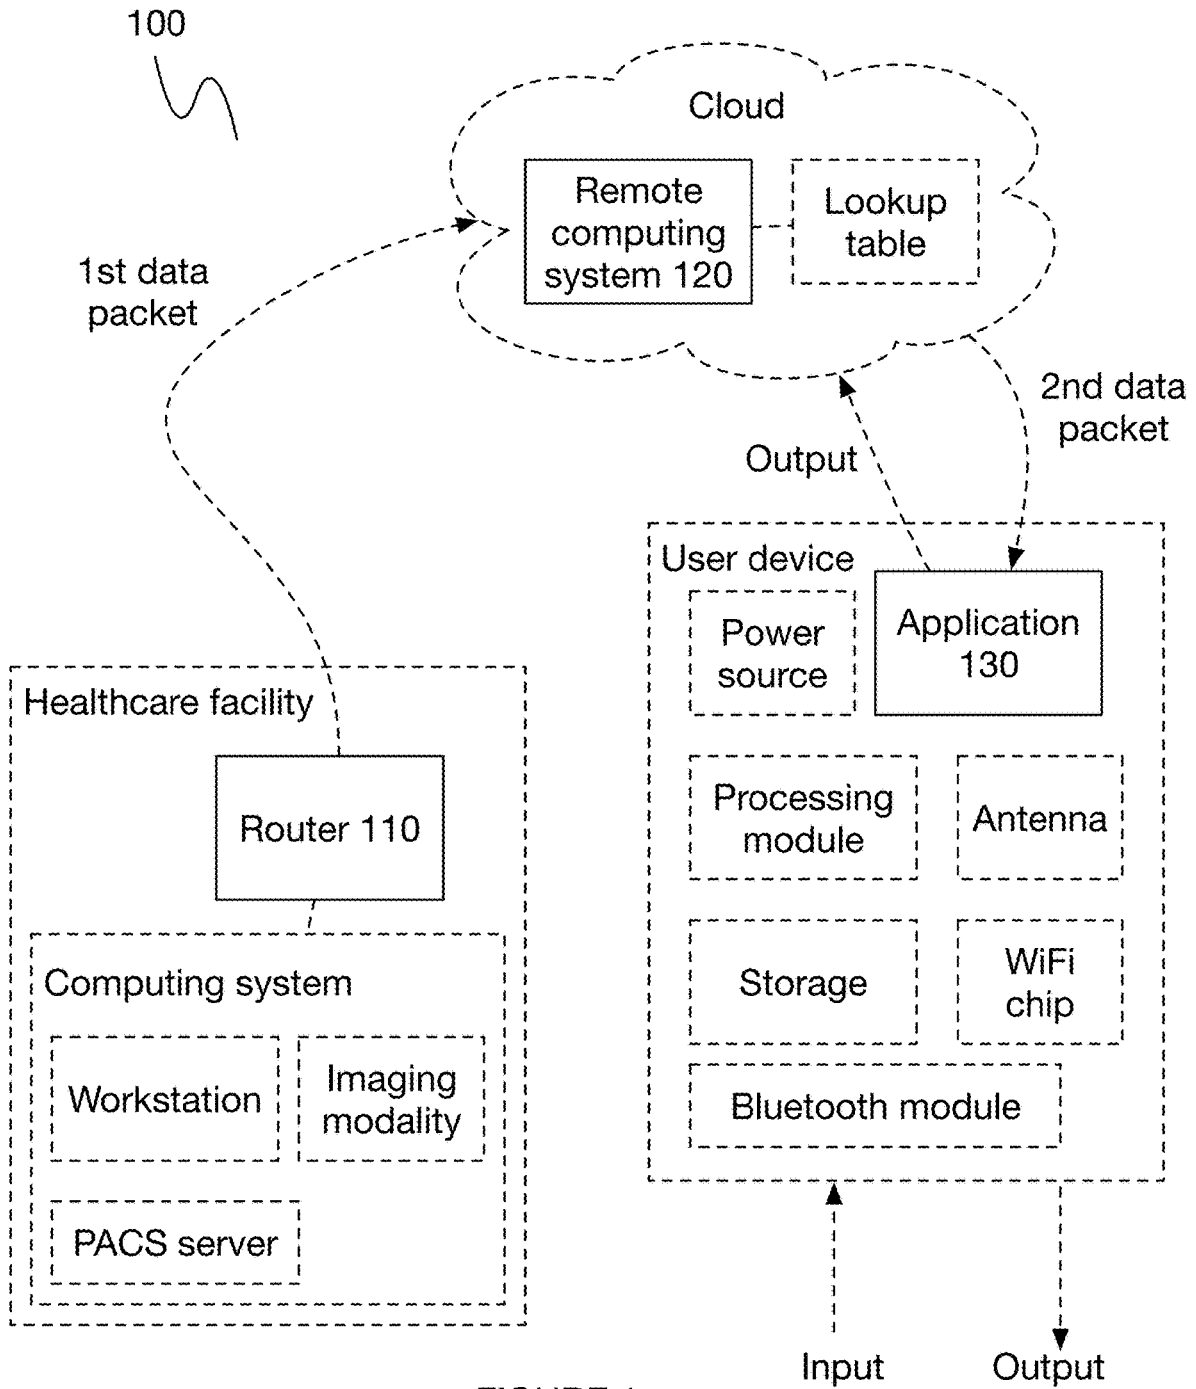 100
Cloud
Remote
computing
system 120
Lookup
table
1st data
packet
2nd data
packet
Output
User device
Power
source
Application
130
Healthcare facility
Router 110
Processing
module
Antenna
Computing system
Storage
WiFi
chip
Workstation
Imaging
modality
Bluetooth module
PACS server
Input
Output